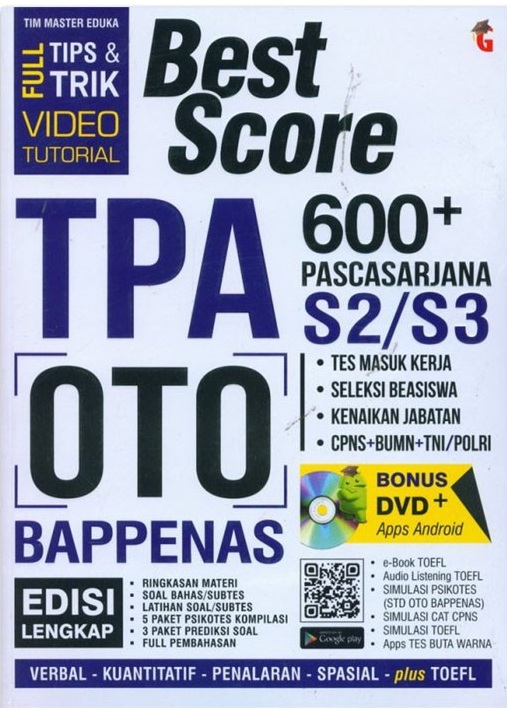 TIM MASTER EDUKA
FULL
TIPS &
TRIK
VIDEO
TUTORIAL
Best
Score
G
TPA
600+
PASCASARJANA
S2/S3
• TES MASUK KERJA
• SELEKSI BEASISWA
• KENAIKAN JABATAN
• CPNS+BUMN+TNI/POLRI
[OTO]
BAPPENAS
BONUS
DVD+
Apps Android
EDISI
LENGKAP
• RINGKASAN MATERI
• SOAL BAHAS/SUBTES
• LATIHAN SOAL/SUBTES
• 5 PAKET PSIKOTES KOMPILASI
• 3 PAKET PREDIKSI SOAL
• FULL PEMBAHASAN
Google play
• e-Book TOEFL
• Audio Listening TOEFL
• SIMULASI PSIKOTES
(STD OTO BAPPENAS)
• SIMULASI CAT CPNS
• SIMULASI TOEFL
• Apps TES BUTA WARNA
VERBAL - KUANTITATIF - PENALARAN - SPASIAL - plus TOEFL